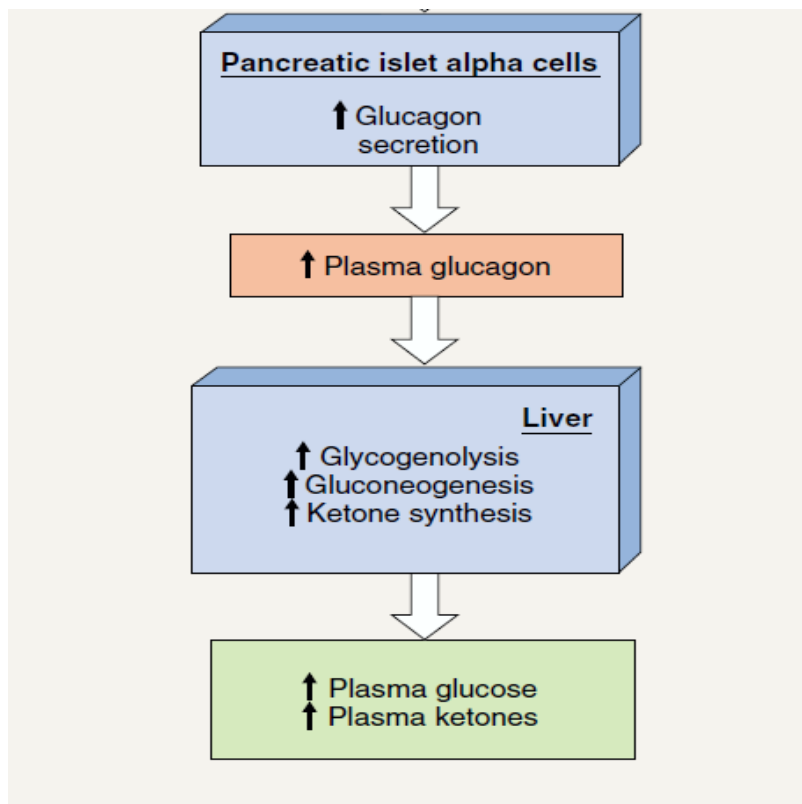 Pancreatic islet alpha cells
⬆ Glucagon
secretion
⬆ Plasma glucagon
Liver
⬆ Glycogenolysis
⬆ Gluconeogenesis
⬆ Ketone synthesis
⬆ Plasma glucose
⬆ Plasma ketones